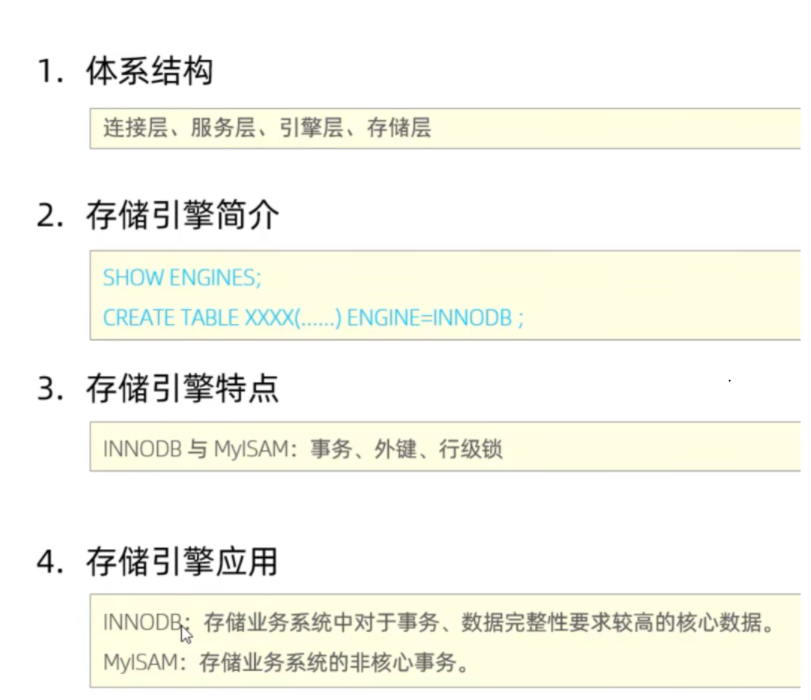 1. 体系结构
连接层、服务层、引擎层、存储层
2. 存储引擎简介
SHOW ENGINES;
CREATE TABLE XXXX(......) ENGINE=INNODB ;
3. 存储引擎特点
INNODB 与 MyISAM：事务、外键、行级锁
4. 存储引擎应用
INNODB：存储业务系统中对于事务、数据完整性要求较高的核心数据。
MyISAM：存储业务系统的非核心事务。